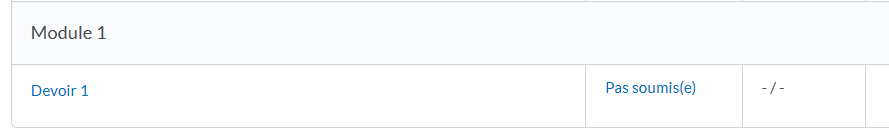 Module 1
Devoir 1
Pas soumis(e)
- / -